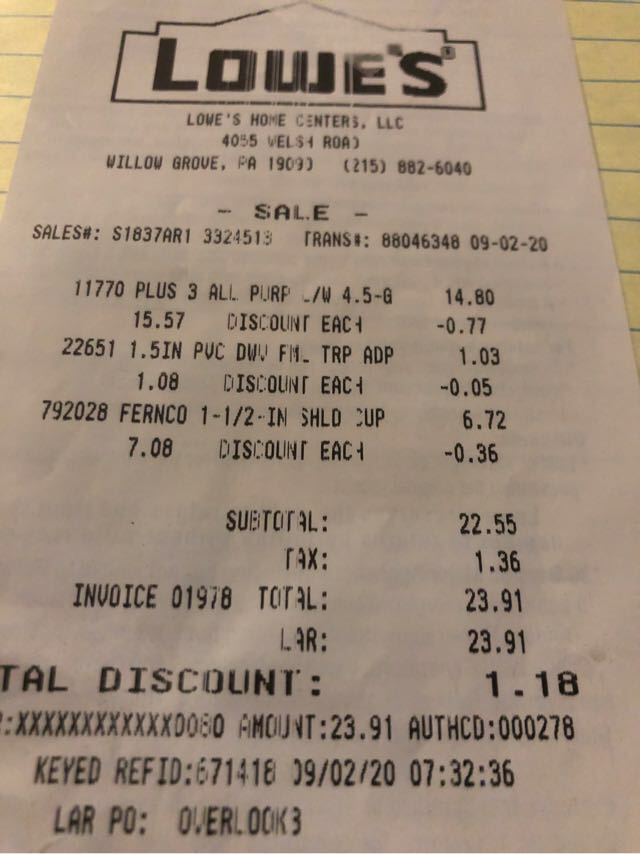 LOWE'S®
LOWE'S HOME CENTERS, LLC
4055 WELSH ROAD
WILLOW GROVE, PA 19090 (215) 882-6040
- SALE -
SALES#: S1837AR1 3324513 TRANS#: 88046348 09-02-20
11770 PLUS 3 ALL PURP L/W 4.5-G 14.80
15.57 DISCOUNT EACH -0.77
22651 1.5IN PVC DWV FML TRP ADP 1.03
1.08 DISCOUNT EACH -0.05
792028 FERNCO 1-1/2-IN SHLD CUP 6.72
7.08 DISCOUNT EACH -0.36
SUBTOTAL: 22.55
TAX: 1.36
INVOICE 01978 TOTAL: 23.91
LAR: 23.91
TAL DISCOUNT: 1.18
:XXXXXXXXXXXX0080 AMOUNT:23.91 AUTHCD:000278
KEYED REFID:671418 09/02/20 07:32:36
LAR PO: OVERLOOK3